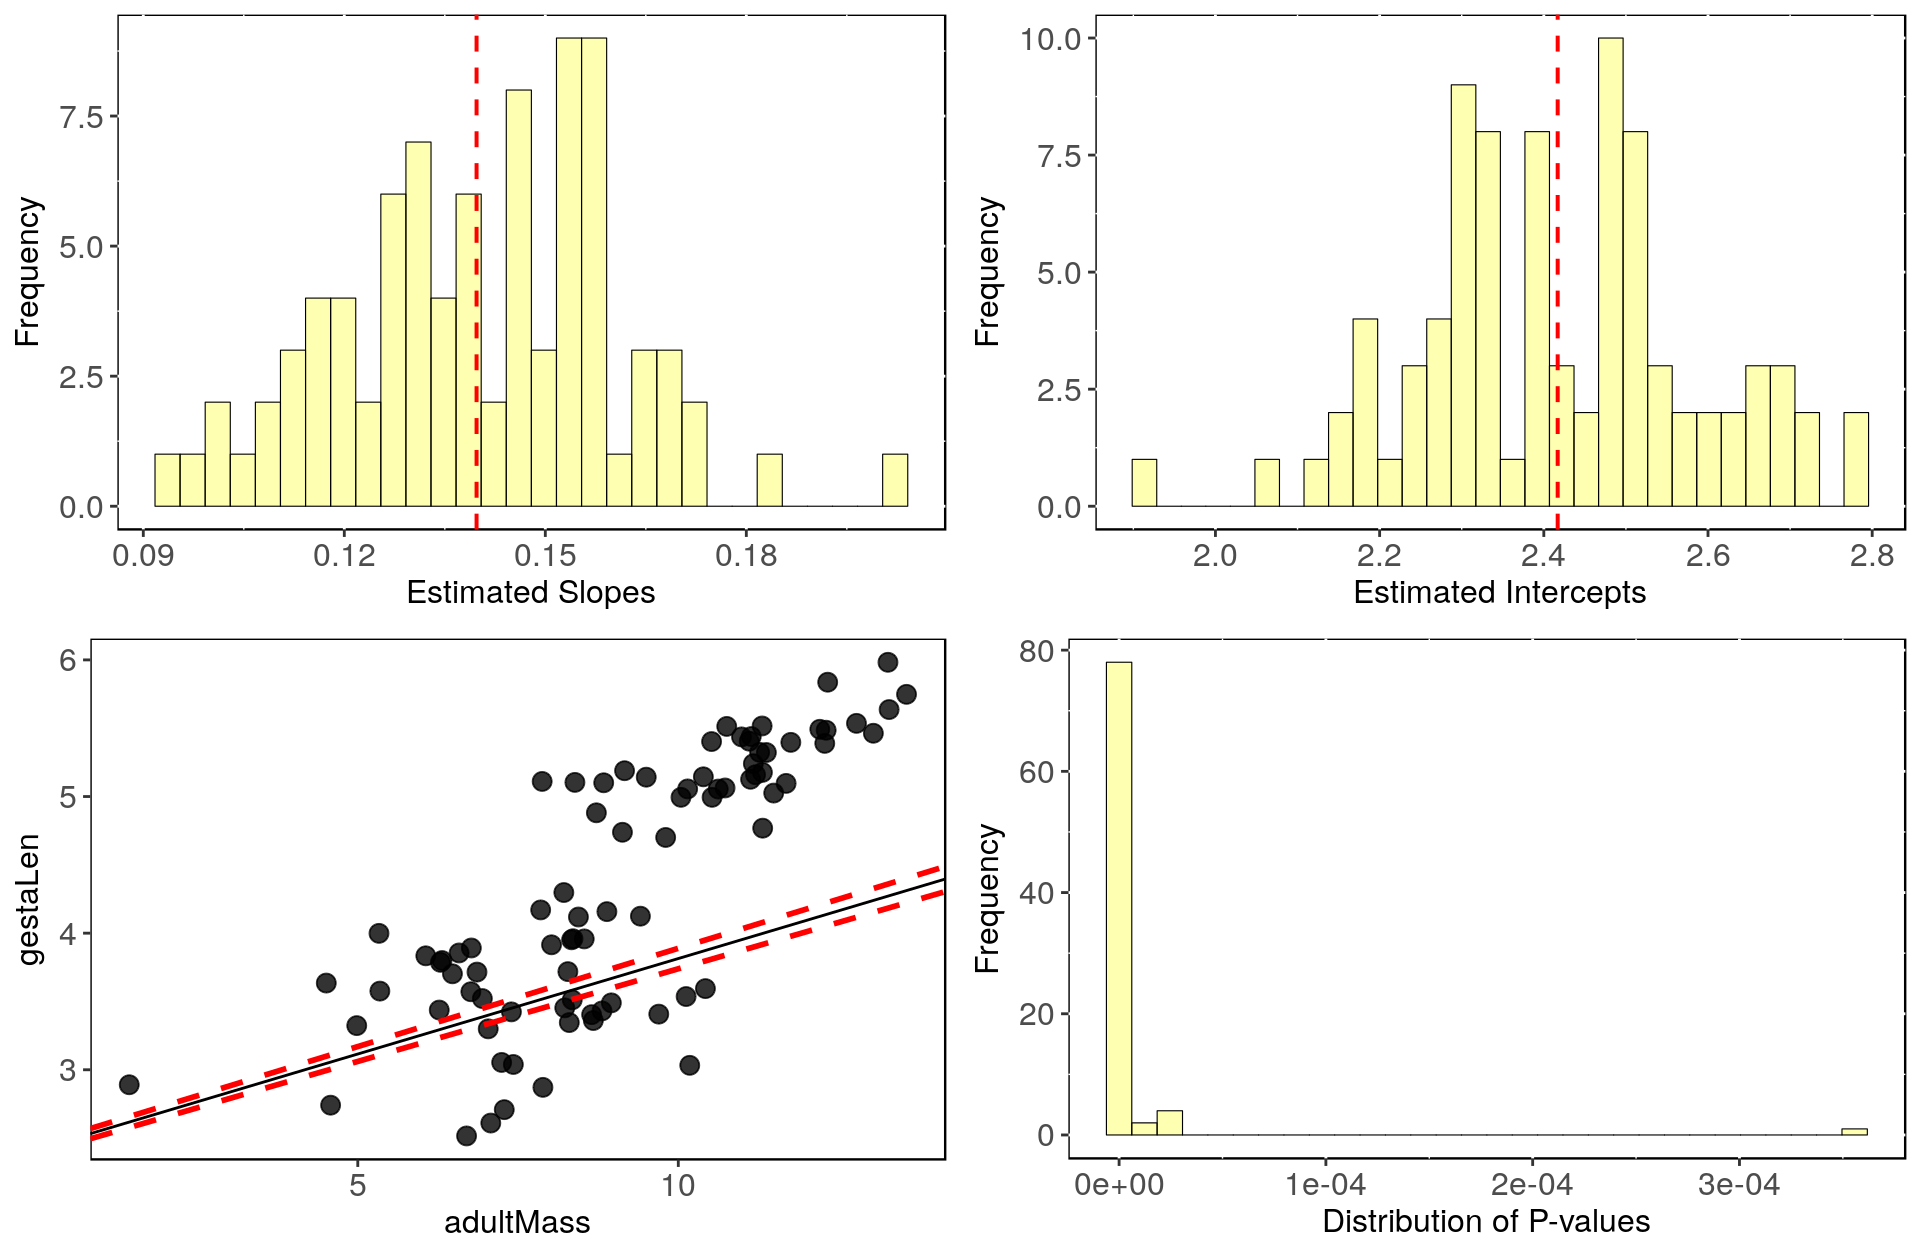 7.5
5.0
2.5
0.0
Frequency
0.09 0.12 0.15 0.18
Estimated Slopes
10.0
7.5
5.0
2.5
0.0
Frequency
2.0 2.2 2.4 2.6 2.8
Estimated Intercepts
6
5
4
3
gestaLen
5 10
adultMass
80
60
40
20
0
Frequency
0e+00 1e-04 2e-04 3e-04
Distribution of P-values